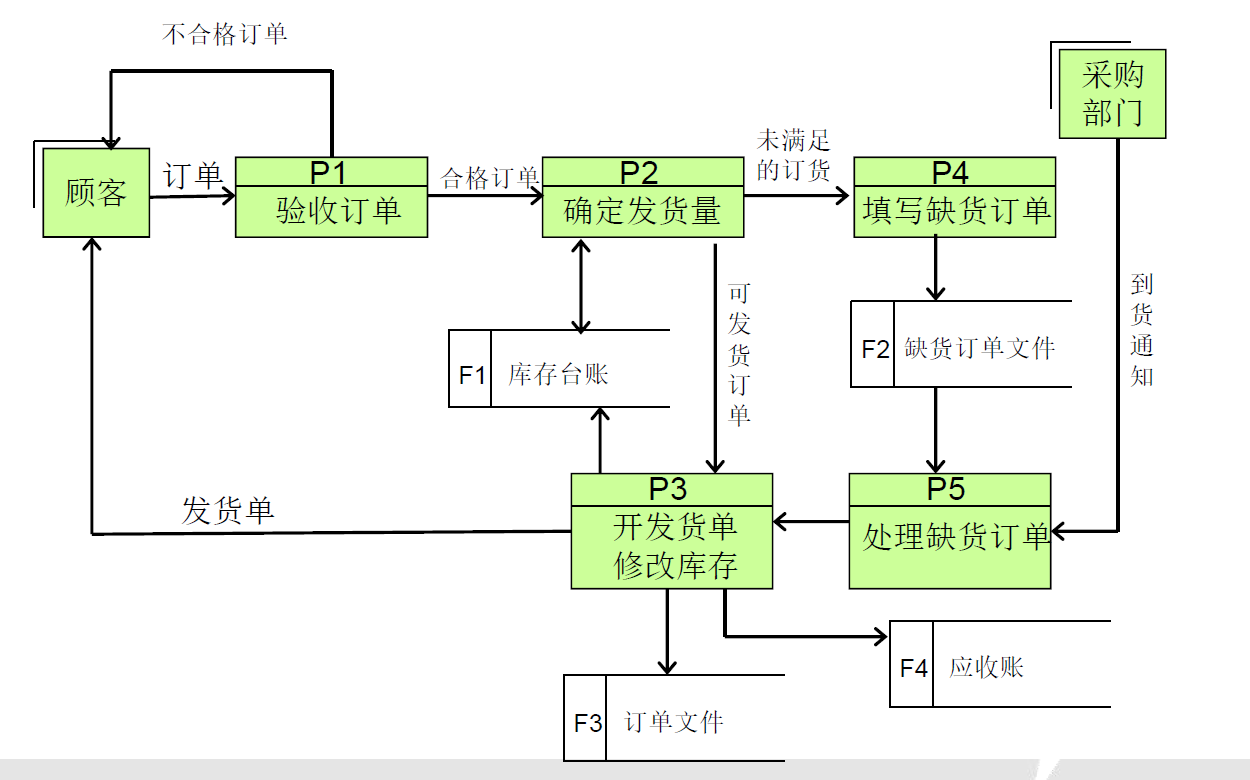 不合格订单
采购
部门
顾客
订单
P1
验收订单
合格订单
P2
确定发货量
未满足
的订货
P4
填写缺货订单
可发货订单
到货通知
F1
库存台账
F2
缺货订单文件
发货单
P3
开发货单
修改库存
P5
处理缺货订单
F4
应收账
F3
订单文件